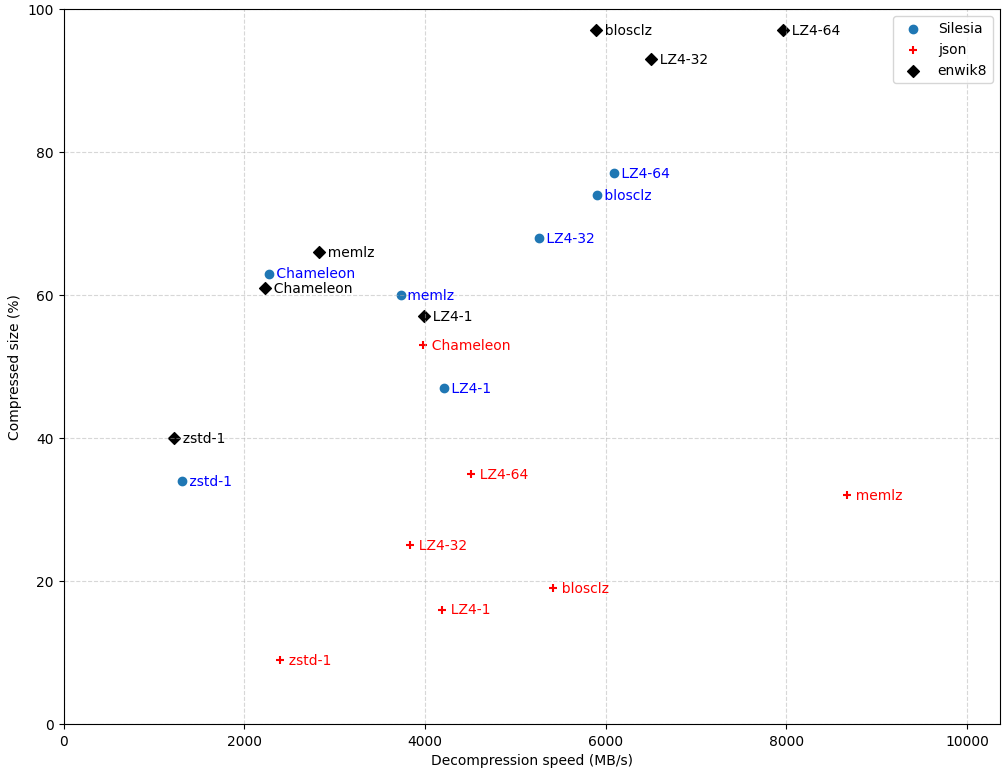 100
80
60
40
20
0
Compressed size (%)
blosclz
LZ4-64
LZ4-32
Silesia
json
enwik8
LZ4-64
blosclz
LZ4-32
memlz
Chameleon
Chameleon
memlz
LZ4-1
Chameleon
LZ4-1
zstd-1
LZ4-64
zstd-1
memlz
LZ4-32
blosclz
LZ4-1
zstd-1
0 2000 4000 6000 8000 10000
Decompression speed (MB/s)